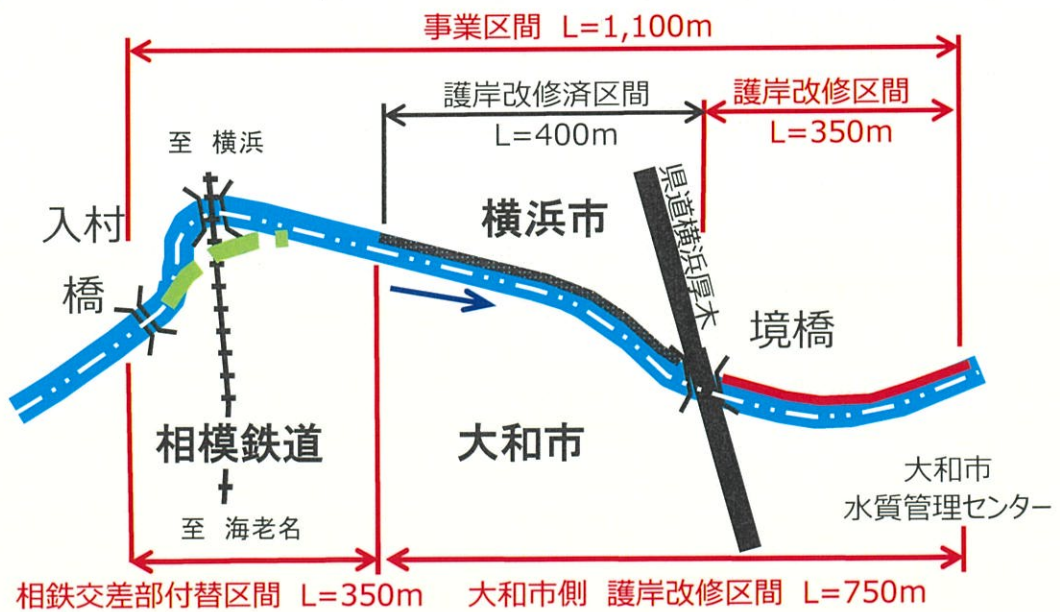 事業区間 L=1,100m
護岸改修済区間
L=400m
護岸改修区間
L=350m
至 横浜
入村
橋
横浜市
県道横浜厚木
境橋
相模鉄道
大和市
大和市
水質管理センター
至 海老名
相鉄交差部付替区間 L=350m
大和市側 護岸改修区間 L=750m